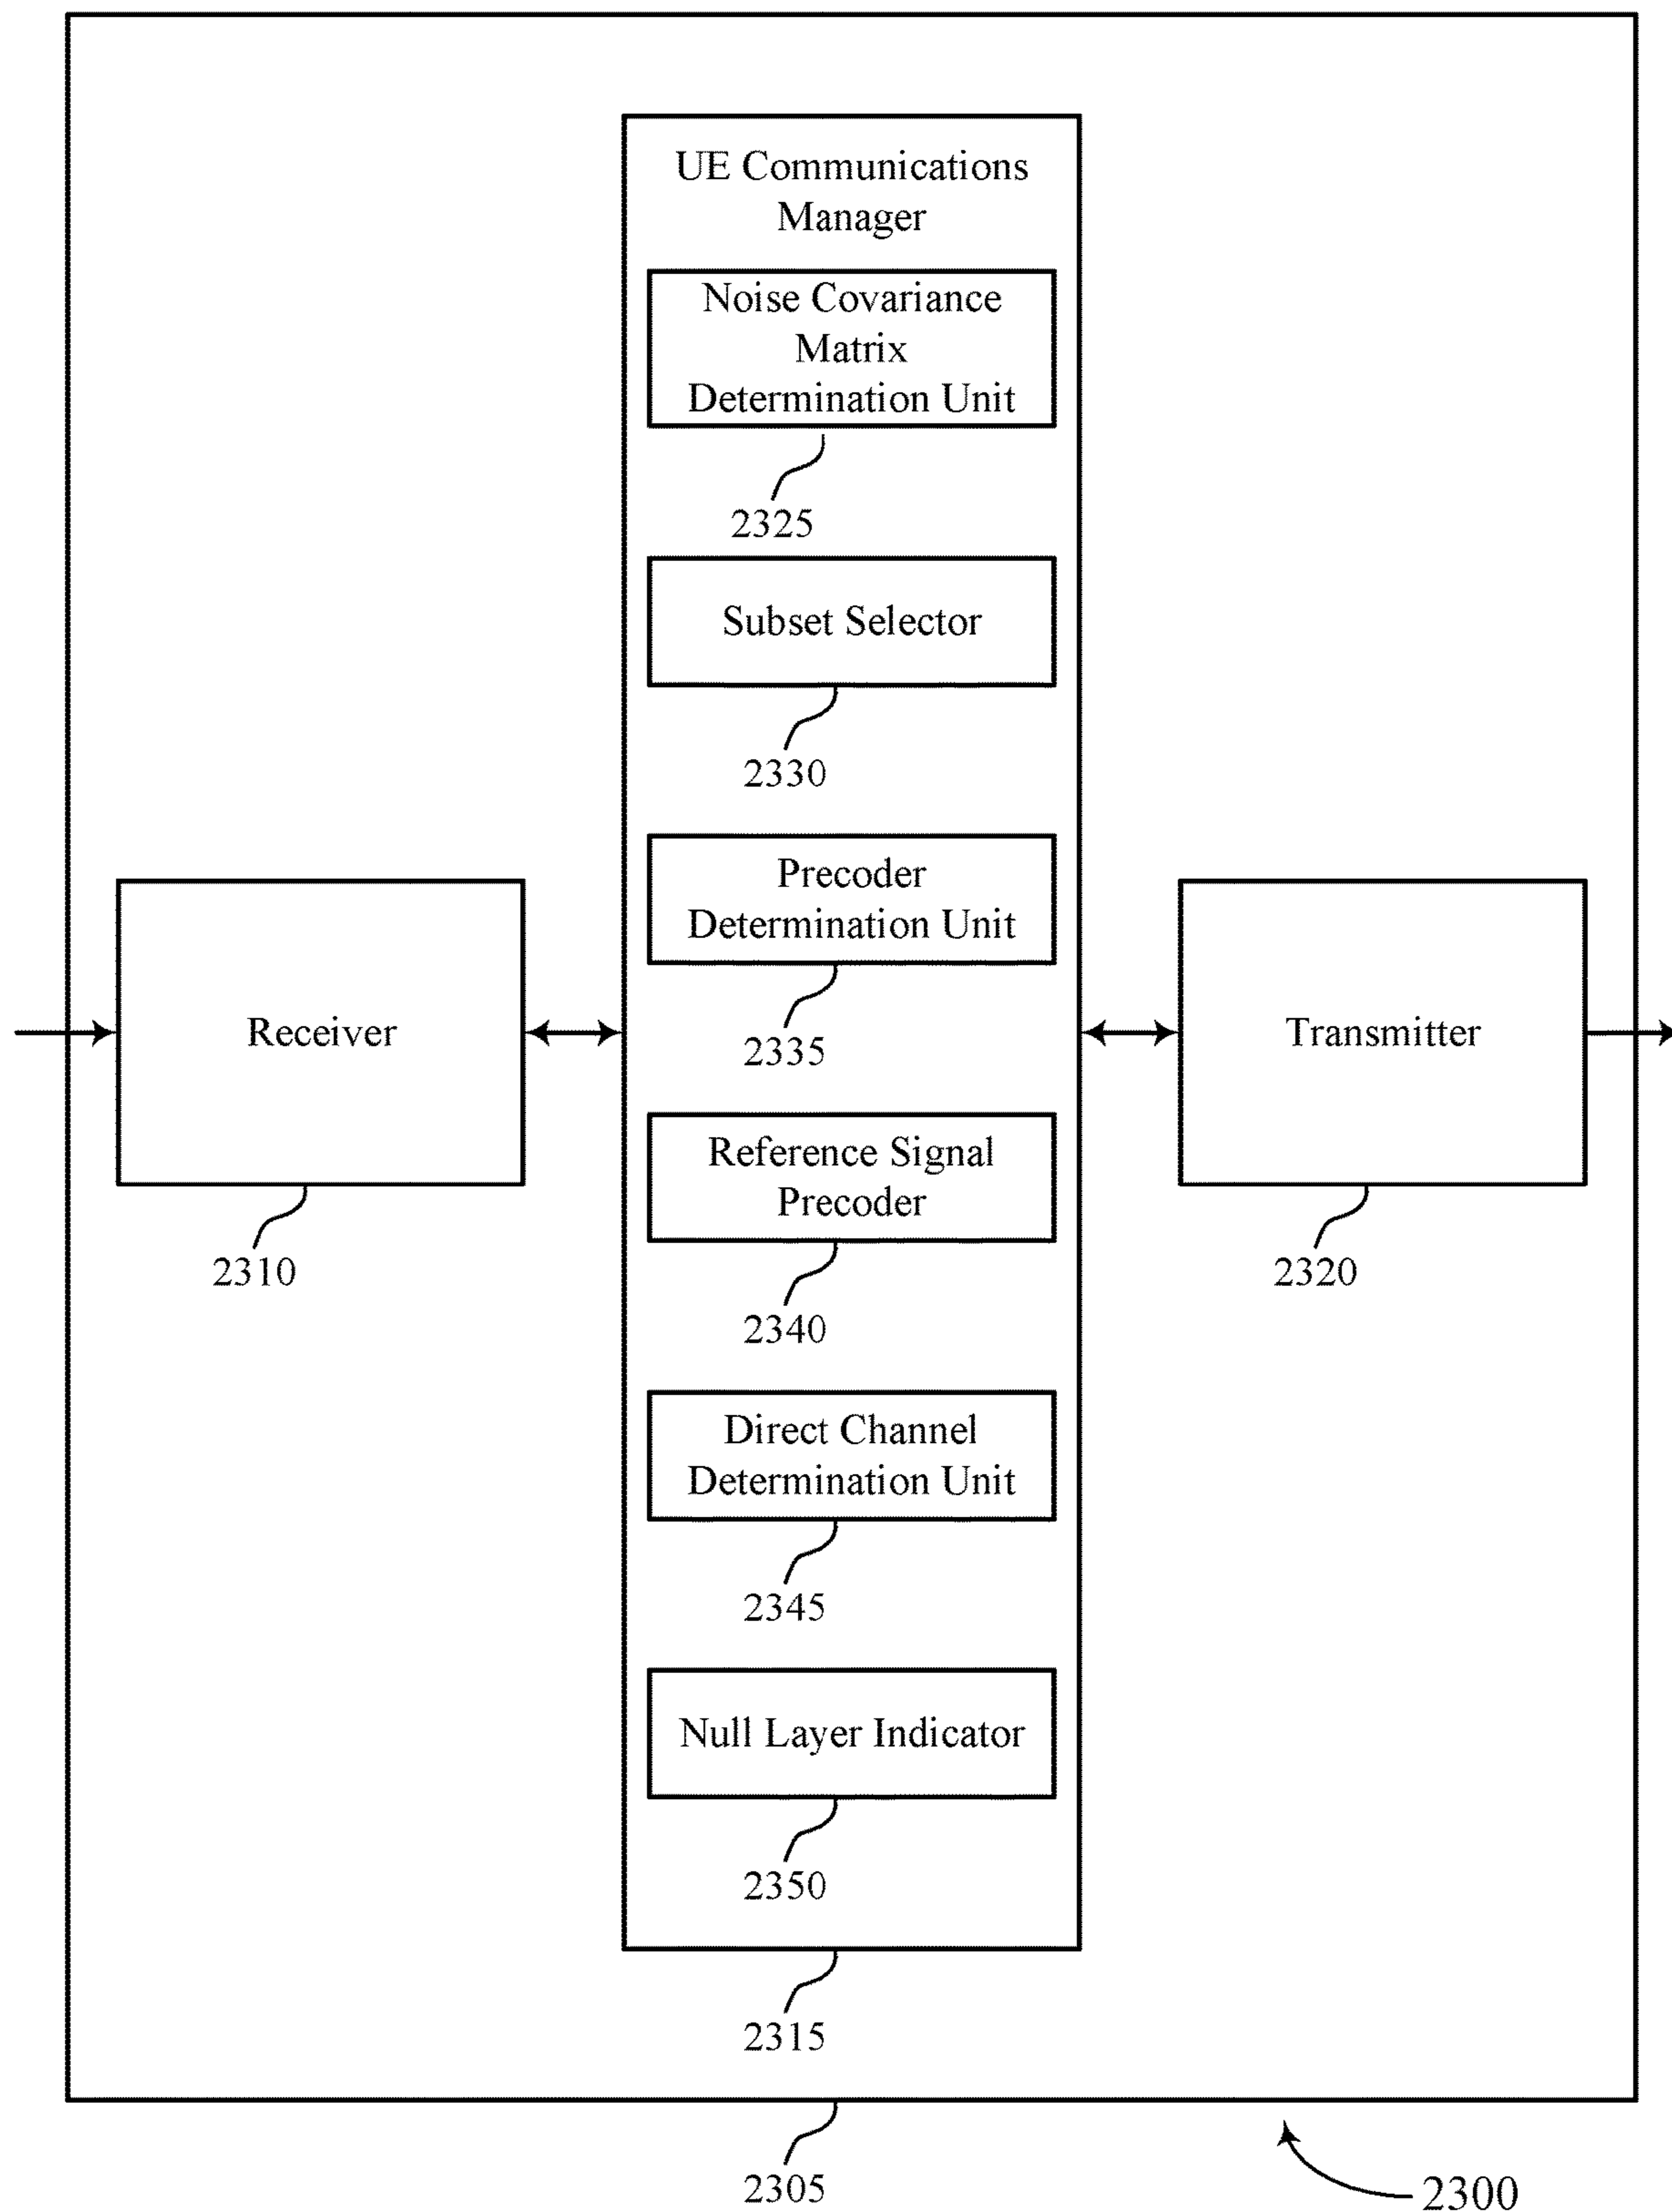 UE Communications
Manager
Noise Covariance
Matrix
Determination Unit
2325
Subset Selector
2330
Precoder
Determination Unit
2335
Receiver
2310
Transmitter
2320
Reference Signal
Precoder
2340
Direct Channel
Determination Unit
2345
Null Layer Indicator
2350
2315
2305
2300